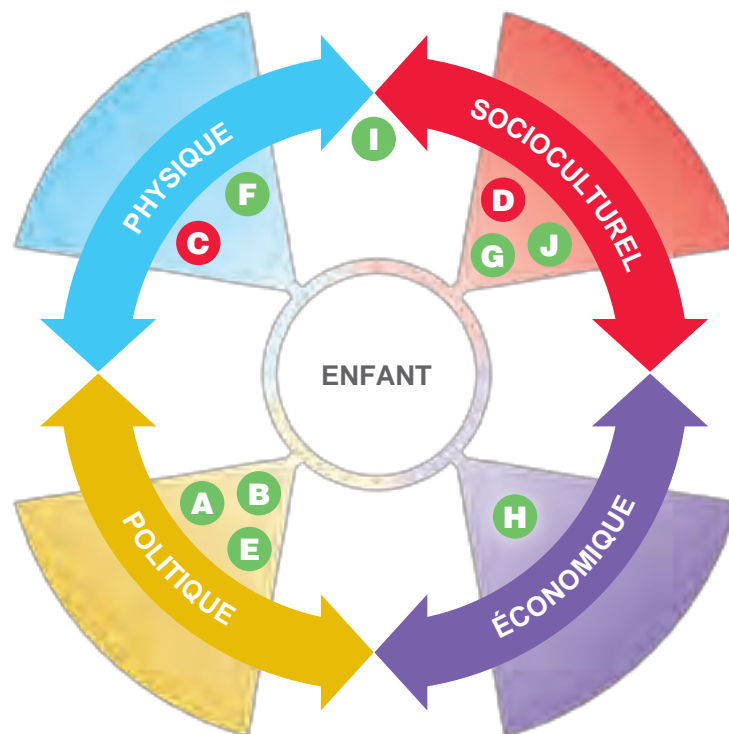 PHYSIQUE
SOCIOCULTUREL
I
F
D
C
G
J
ENFANT
A
B
E
H
POLITIQUE
ÉCONOMIQUE